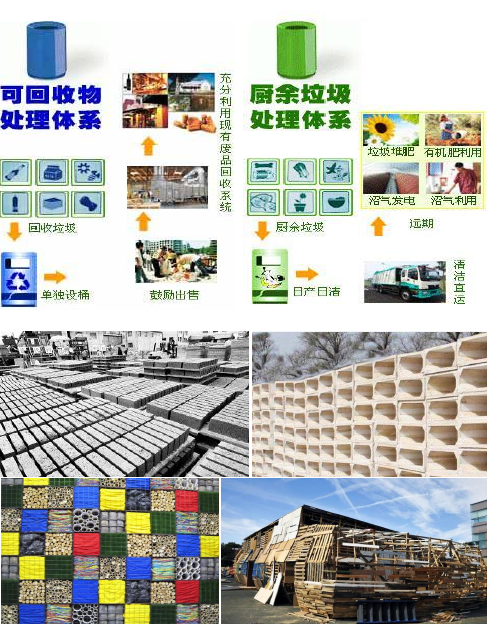 可回收物
处理体系
回收垃圾
单独设桶
鼓励出售
充分利用现有废品回收系统
厨余垃圾
处理体系
厨余垃圾
日产日清
清洁直运
远期
垃圾堆肥
有机肥利用
沼气发电
沼气利用